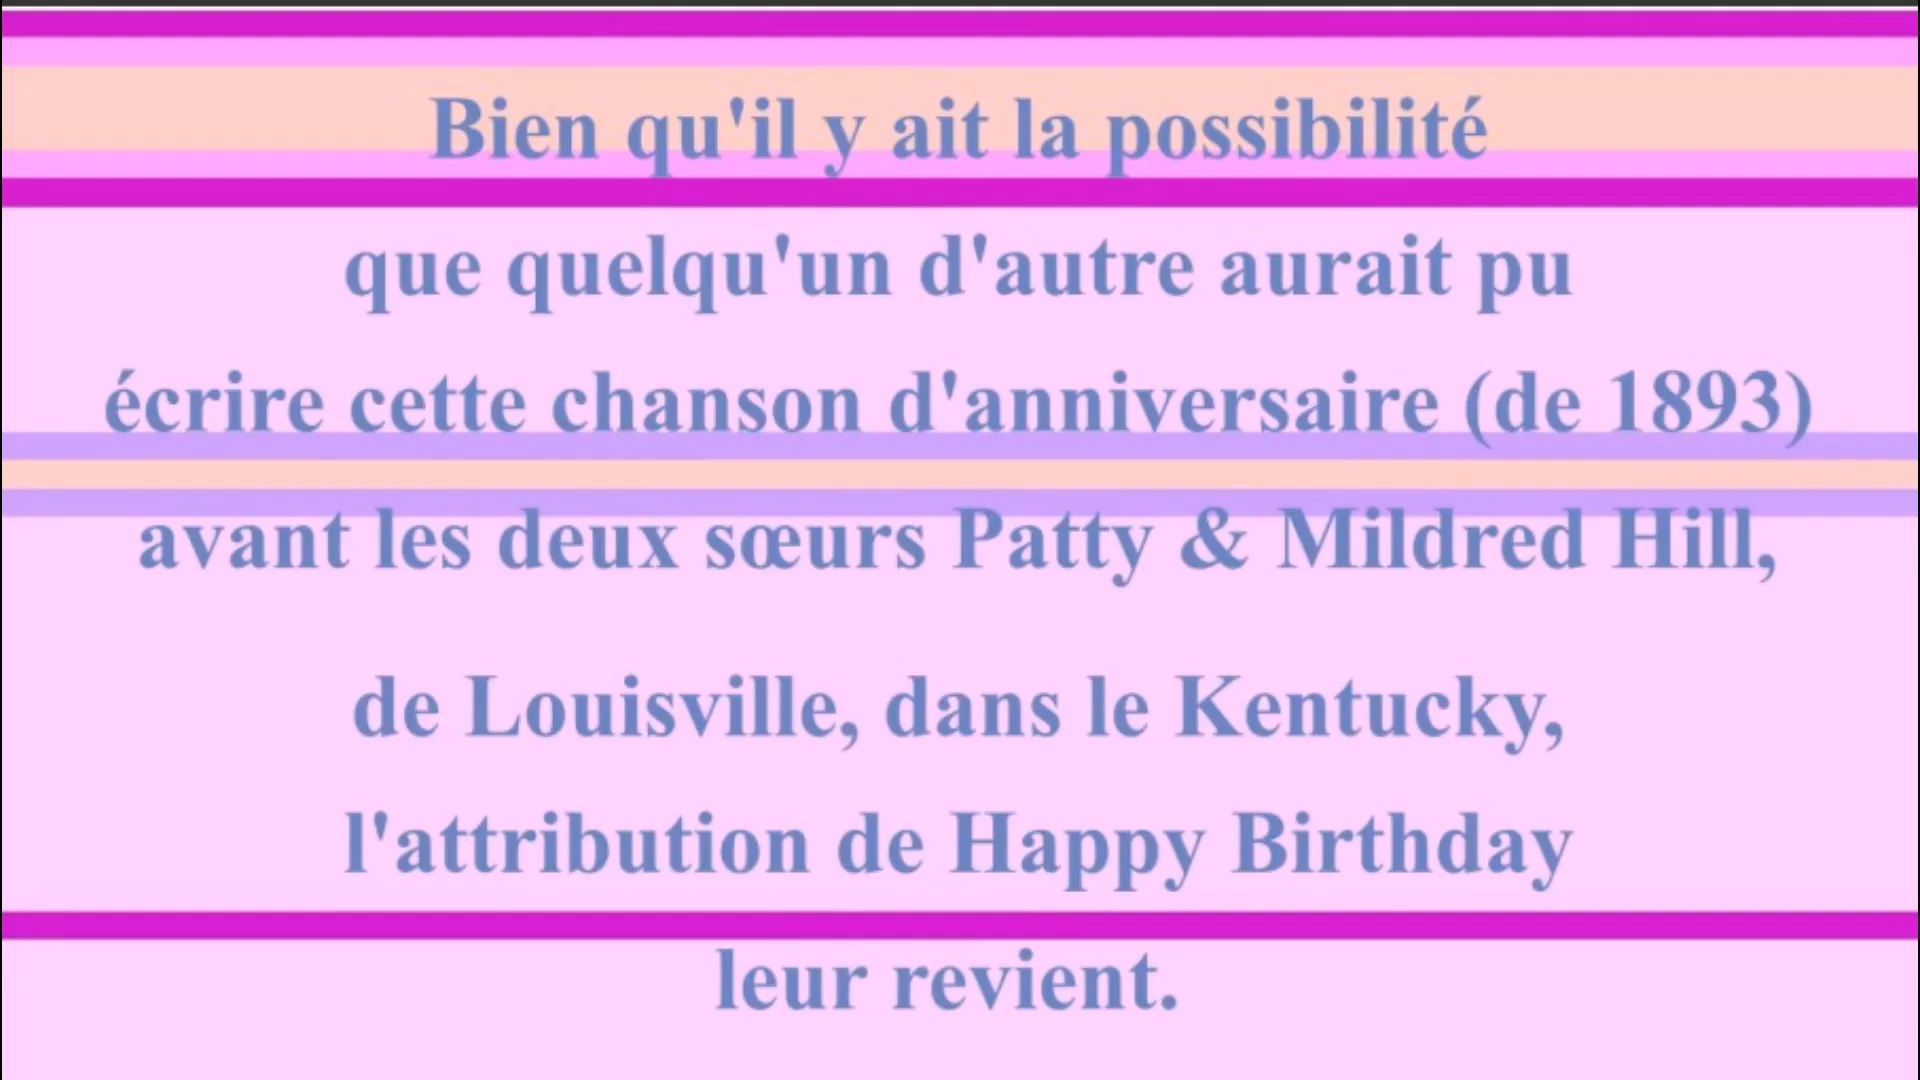 Bien qu'il y ait la possibilité
que quelqu'un d'autre aurait pu
écrire cette chanson d'anniversaire (de 1893)
avant les deux sœurs Patty & Mildred Hill,
de Louisville, dans le Kentucky,
l'attribution de Happy Birthday
leur revient.